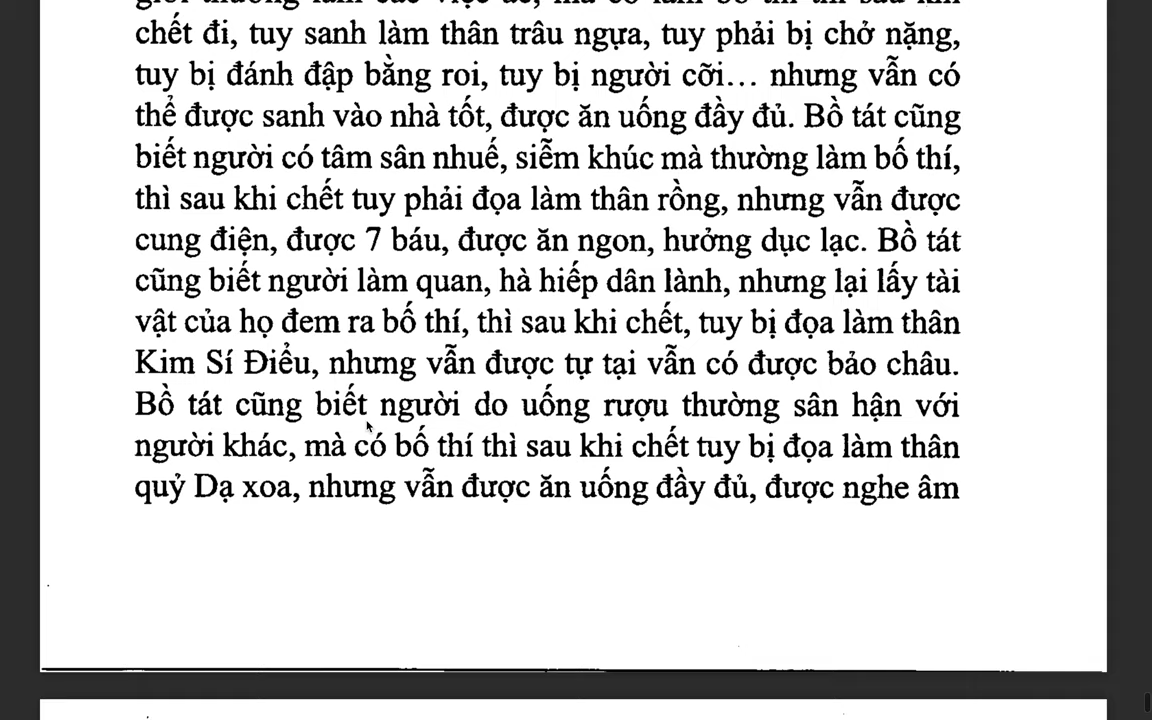 chết đi, tuy sanh làm thân trâu ngựa, tuy phải bị chở nặng,
tuy bị đánh đập bằng roi, tuy bị người cỡi… nhưng vẫn có
thể được sanh vào nhà tốt, được ăn uống đầy đủ. Bồ tát cũng
biết người có tâm sân nhuế, siễm khúc mà thường làm bố thí,
thì sau khi chết tuy phải đọa làm thân rồng, nhưng vẫn được
cung điện, được 7 báu, được ăn ngon, hưởng dục lạc. Bồ tát
cũng biết người làm quan, hà hiếp dân lành, nhưng lại lấy tài
vật của họ đem ra bố thí, thì sau khi chết, tuy bị đọa làm thân
Kim Sí Điểu, nhưng vẫn được tự tại vẫn có được bảo châu.
Bồ tát cũng biết người do uống rượu thường sân hận với
người khác, mà có bố thí thì sau khi chết tuy bị đọa làm thân
quỷ Dạ xoa, nhưng vẫn được ăn uống đầy đủ, được nghe âm